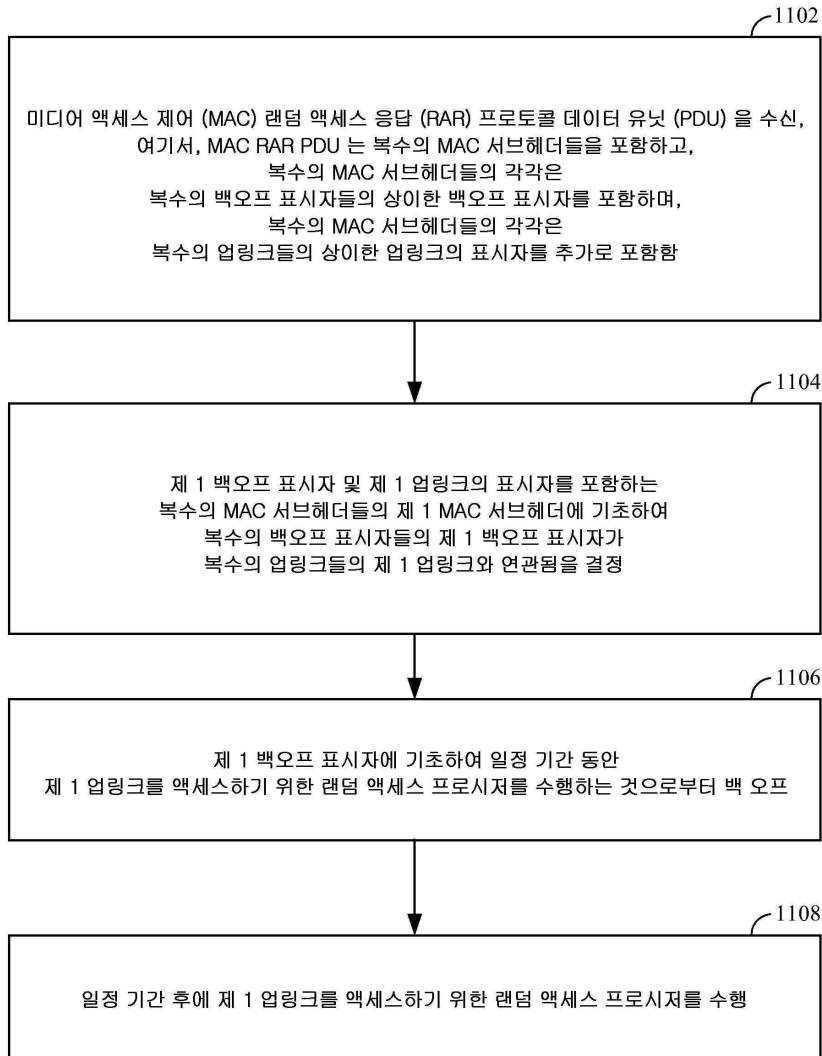 1102
미디어 액세스 제어 (MAC) 랜덤 액세스 응답 (RAR) 프로토콜 데이터 유닛 (PDU) 을 수신,
여기서, MAC RAR PDU 는 복수의 MAC 서브헤더들을 포함하고,
복수의 MAC 서브헤더들의 각각은
복수의 백오프 표시자들의 상이한 백오프 표시자를 포함하며,
복수의 MAC 서브헤더들의 각각은
복수의 업링크들의 상이한 업링크의 표시자를 추가로 포함함
1104
제 1 백오프 표시자 및 제 1 업링크의 표시자를 포함하는
복수의 MAC 서브헤더들의 제 1 MAC 서브헤더에 기초하여
복수의 백오프 표시자들의 제 1 백오프 표시자가
복수의 업링크들의 제 1 업링크와 연관됨을 결정
1106
제 1 백오프 표시자에 기초하여 일정 기간 동안
제 1 업링크를 액세스하기 위한 랜덤 액세스 프로시저를 수행하는 것으로부터 백 오프
1108
일정 기간 후에 제 1 업링크를 액세스하기 위한 랜덤 액세스 프로시저를 수행